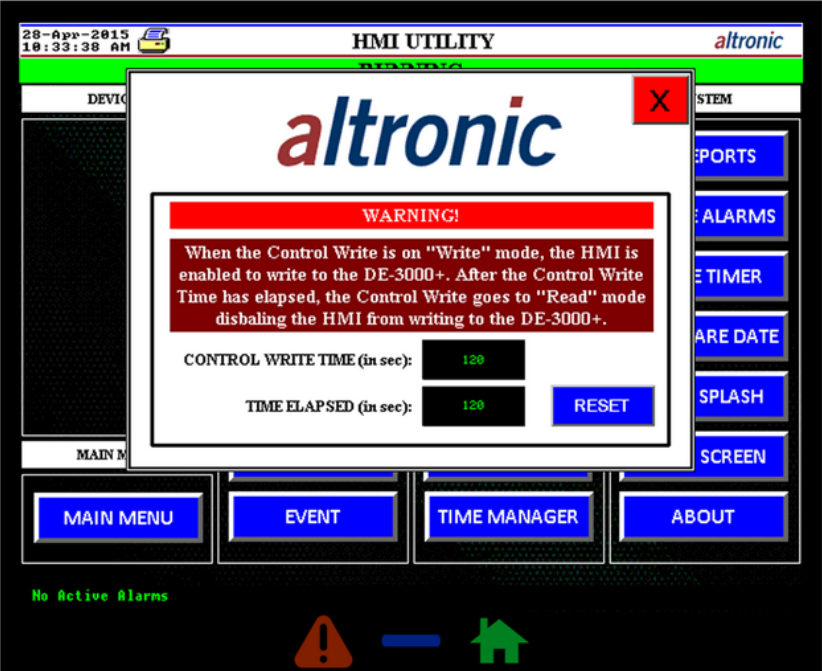 28-Apr-2015
10:33:38 AM
HMI UTILITY
altronic
RUNNING
X
altronic
WARNING!
When the Control Write is on "Write" mode, the HMI is
enabled to write to the DE-3000+. After the Control Write
Time has elapsed, the Control Write goes to "Read" mode
disbaling the HMI from writing to the DE-3000+.
CONTROL WRITE TIME (in sec): 120
TIME ELAPSED (in sec): 120
RESET
ALARMS
TIMER
DATE
SPLASH
SCREEN
MAIN
MAIN MENU
EVENT
TIME MANAGER
ABOUT
No Active Alarms